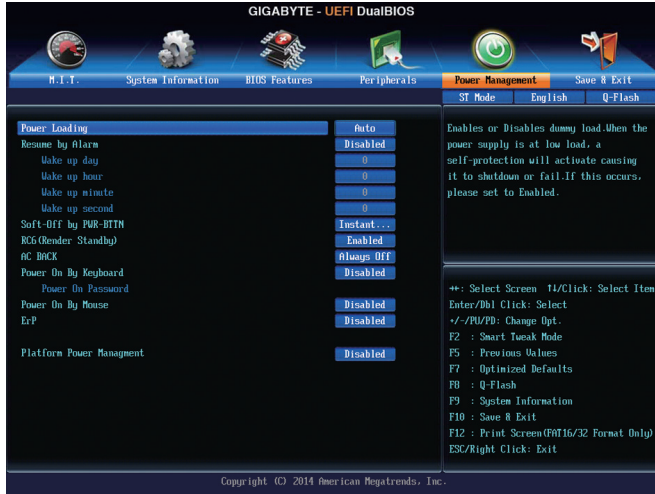 GIGABYTE - UEFI DualBIOS
M.I.T. System Information BIOS Features Peripherals Power Management Save & Exit
ST Mode English Q-Flash
Power Loading Auto
Resume by Alarm Disabled
Wake up day 0
Wake up hour 0
Wake up minute 0
Wake up second 0
Soft-Off by PWR-BTTN Instant...
RC6(Render Standby) Enabled
AC BACK Always Off
Power On By Keyboard Disabled
Power On Password
Power On By Mouse Disabled
ErP Disabled
Platform Power Managment Disabled
Enables or Disables dummy load.When the
power supply is at low load, a
self-protection will activate causing
it to shutdown or fail.If this occurs,
please set to Enabled.
↔: Select Screen ↑↓/Click: Select Item
Enter/Dbl Click: Select
+/-/PU/PD: Change Opt.
F2 : Smart Tweak Mode
F5 : Previous Values
F7 : Optimized Defaults
F8 : Q-Flash
F9 : System Information
F10 : Save & Exit
F12 : Print Screen(FAT16/32 Format Only)
ESC/Right Click: Exit
Copyright (C) 2014 American Megatrends, Inc.